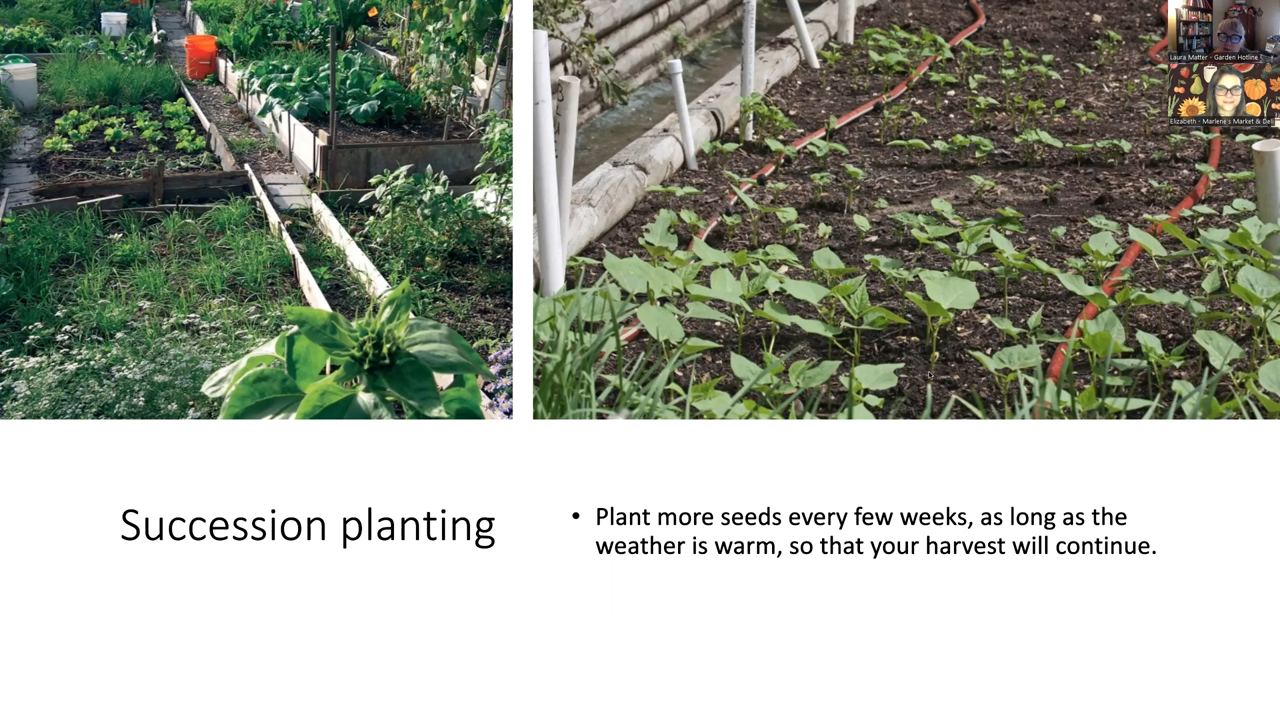 Laura Matter - Garden Hotline
Elizabeth - Marlene's Market & Deli
Succession planting
• Plant more seeds every few weeks, as long as the
weather is warm, so that your harvest will continue.